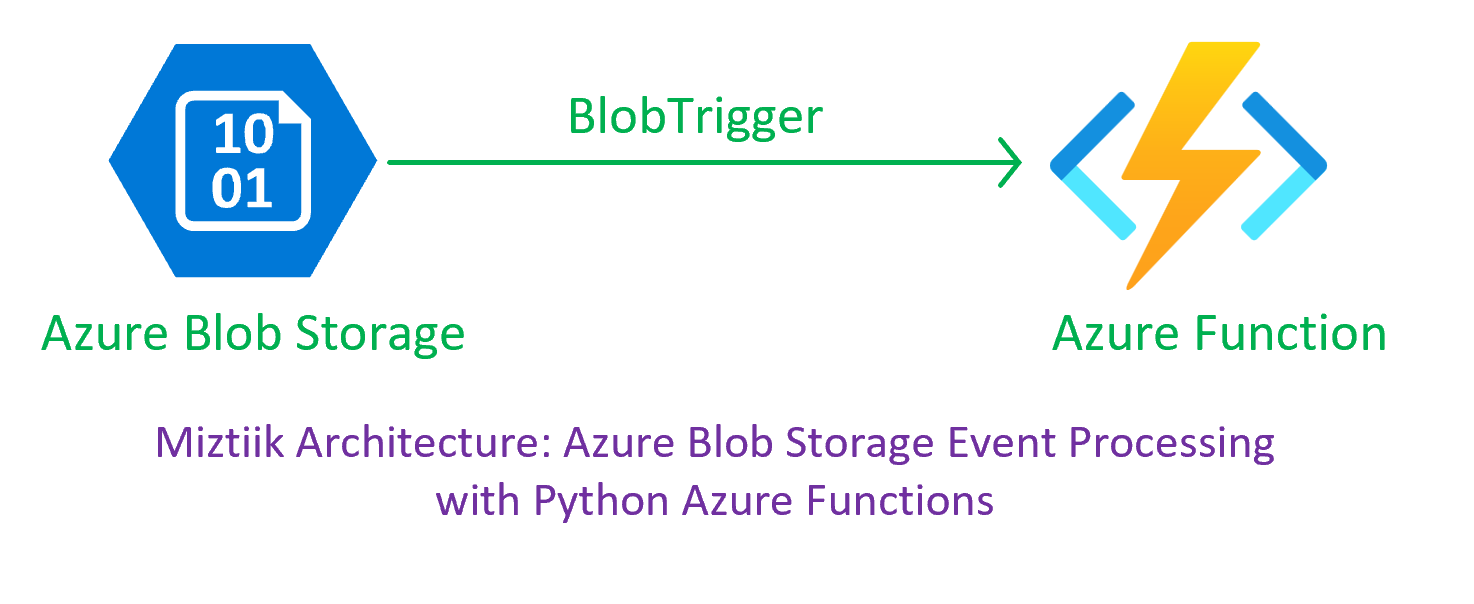 10
01
BlobTrigger
Azure Blob Storage
Azure Function
Miztiik Architecture: Azure Blob Storage Event Processing
with Python Azure Functions